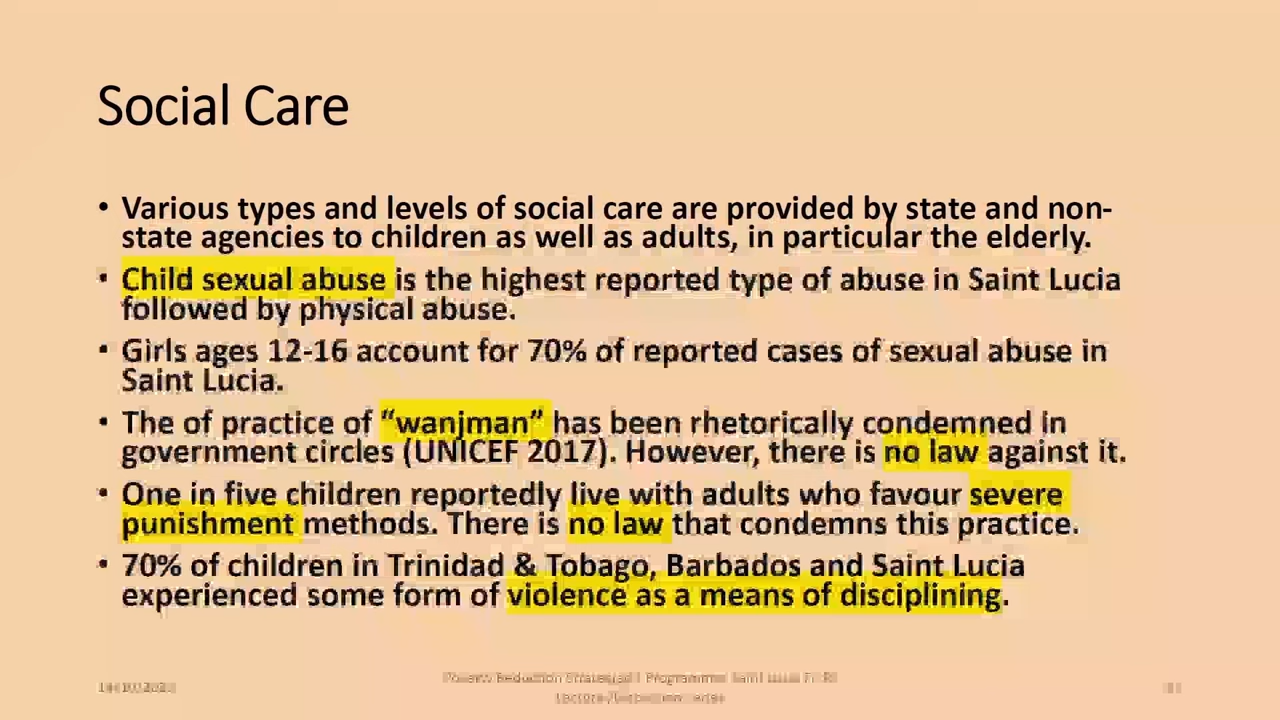 Social Care
• Various types and levels of social care are provided by state and non-
state agencies to children as well as adults, in particular the elderly.
• Child sexual abuse is the highest reported type of abuse in Saint Lucia
followed by physical abuse.
• Girls ages 12-16 account for 70% of reported cases of sexual abuse in
Saint Lucia.
• The of practice of “wanjman” has been rhetorically condemned in
government circles (UNICEF 2017). However, there is no law against it.
• One in five children reportedly live with adults who favour severe
punishment methods. There is no law that condemns this practice.
• 70% of children in Trinidad & Tobago, Barbados and Saint Lucia
experienced some form of violence as a means of disciplining.
Poverty Reduction Programme Saint Lucia